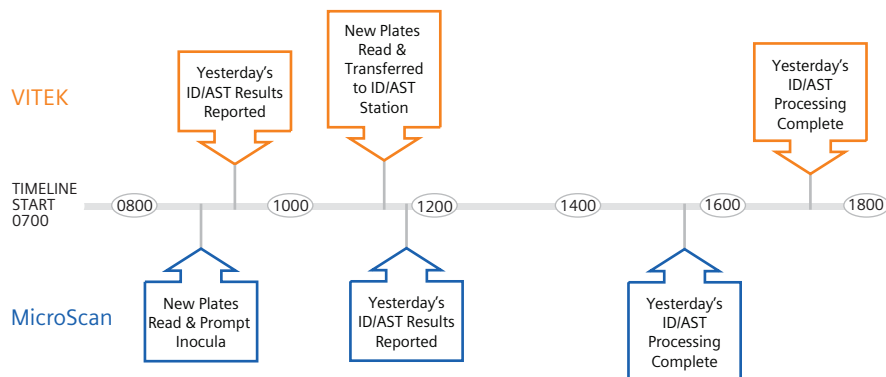 VITEK
Yesterday's
ID/AST Results
Reported
New Plates
Read &
Transferred
to ID/AST
Station
Yesterday's
ID/AST
Processing
Complete
TIMELINE
START
0700
0800
1000
1200
1400
1600
1800
MicroScan
New Plates
Read & Prompt
Inocula
Yesterday's
ID/AST Results
Reported
Yesterday's
ID/AST
Processing
Complete